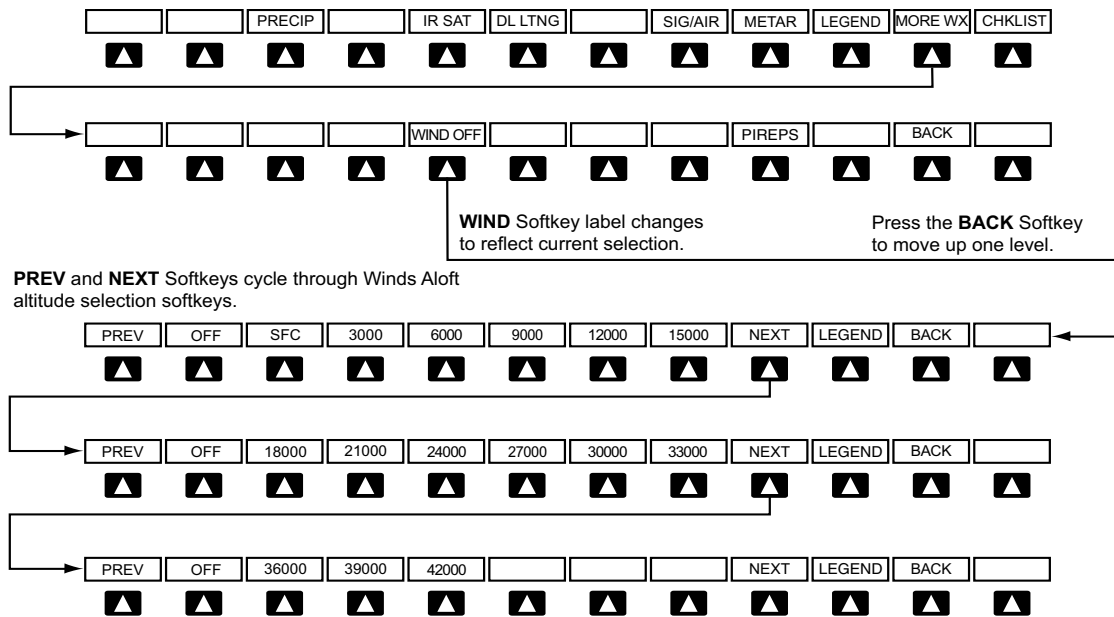 PRECIP IR SAT DL LTNG SIG/AIR METAR LEGEND MORE WX CHKLIST
WIND OFF PIREPS BACK
WIND Softkey label changes
to reflect current selection.
Press the BACK Softkey
to move up one level.
PREV and NEXT Softkeys cycle through Winds Aloft
altitude selection softkeys.
PREV OFF SFC 3000 6000 9000 12000 15000 NEXT LEGEND BACK
PREV OFF 18000 21000 24000 27000 30000 33000 NEXT LEGEND BACK
PREV OFF 36000 39000 42000 NEXT LEGEND BACK